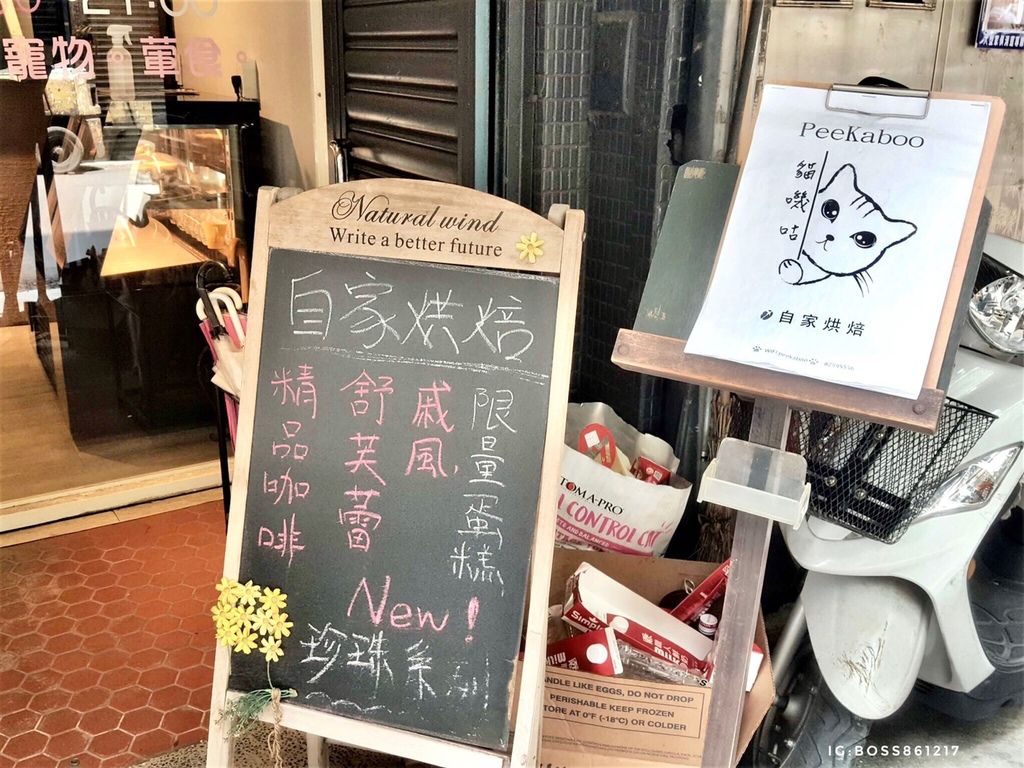 寵物。葷食。
Natural wind
Write a better future
自家烘焙
限量蛋糕
戚風,
舒芙蕾
精品咖啡
New!
珍珠系列
PeeKaboo
貓嘰咕
自家烘焙
TOMA-PRO
CONTROL
HANDLE LIKE EGGS, DO NOT DROP
PERISHABLE KEEP FROZEN
STORE AT 0°F (-18°C) OR COLDER
IG:BOSS861217